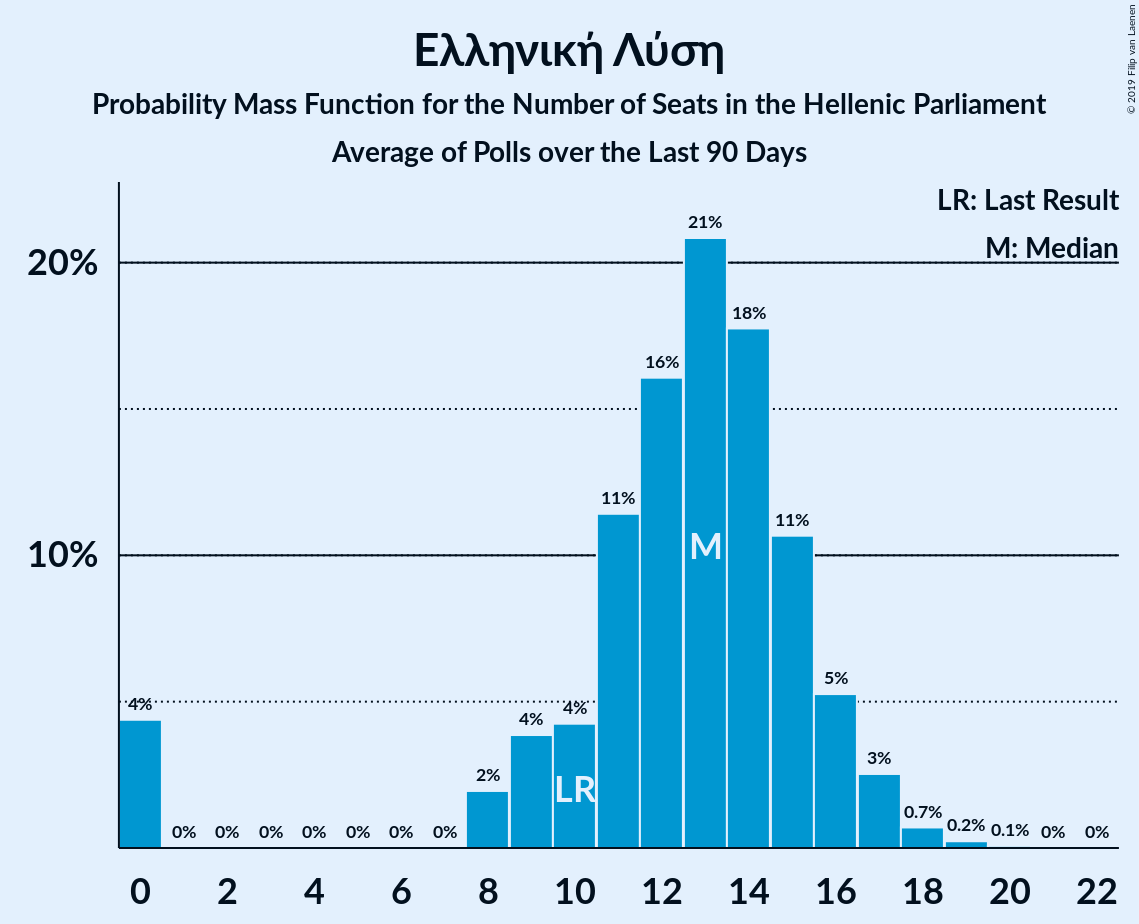 Ελληνική Λύση
Probability Mass Function for the Number of Seats in the Hellenic Parliament
Average of Polls over the Last 90 Days
© 2019 Filip van Laenen
LR: Last Result
M: Median
20%
10%
4%
0%
0%
0%
0%
0%
0%
0%
2%
4%
4%
11%
16%
21%
18%
11%
5%
3%
0.7%
0.2%
0.1%
0%
0%
LR
M
0 2 4 6 8 10 12 14 16 18 20 22